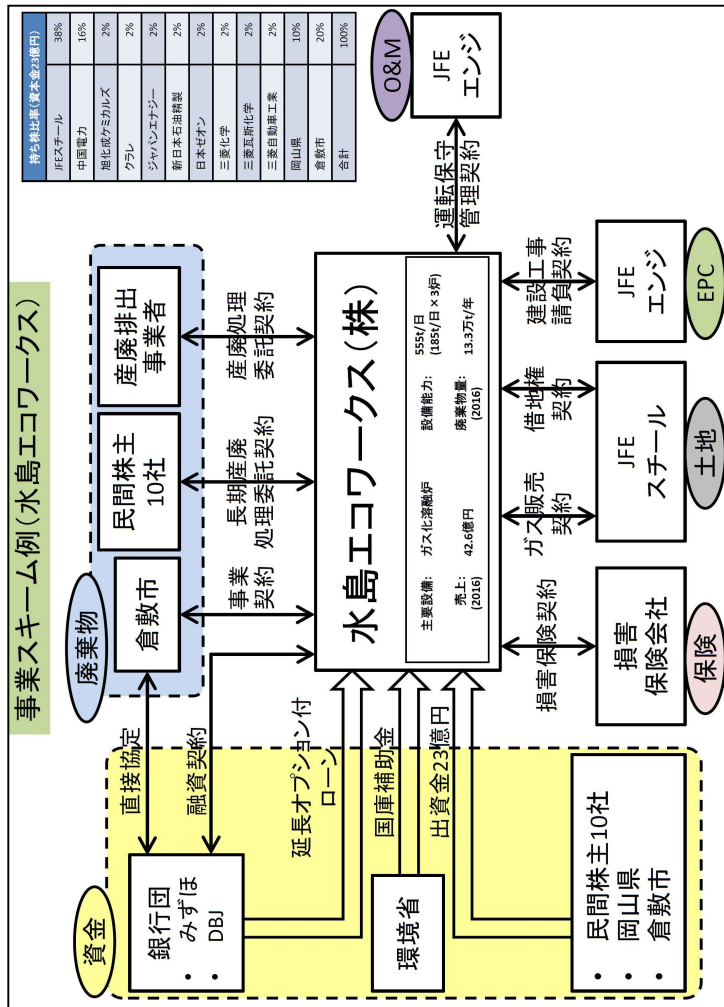 事業スキーム例(水島エコワークス)
持ち株比率(資本金23億円)
JFEスチール 38%
中国電力 16%
旭化成ケミカルズ 2%
クラレ 2%
ジャパンエナジー 2%
新日本石油精製 2%
日本ゼオン 2%
三菱化学 2%
三菱瓦斯化学 2%
三菱自動車工業 2%
岡山県 10%
倉敷市 20%
合計 100%
資金
銀行団
・ みずほ
・ DBJ
環境省
・ 民間株主10社
・ 岡山県
・ 倉敷市
直接協定
融資契約
延長オプション付
ローン
国庫補助金
出資金23億円
廃棄物
倉敷市
民間株主
10社
産廃排出
事業者
事業
契約
長期産廃
処理委託契約
産廃処理
委託契約
水島エコワークス(株)
主要設備: ガス化溶融炉 設備能力: 555t/日
(185t/日×3炉)
売上: 42.6億円 廃棄物量: 13.3万t/年
(2016) (2016)
運転保守
管理契約
O&M
JFE
エンジ
損害保険契約
ガス販売
契約
借地権
契約
建設工事
請負契約
損害
保険会社
保険
JFE
スチール
土地
JFE
エンジ
EPC